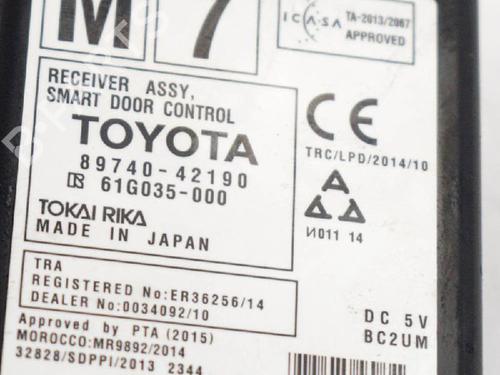 M 7
ICASA TA-2013/2067
APPROVED
RECEIVER ASSY,
SMART DOOR CONTROL
TOYOTA
89740-42190
61G035-000
TOKAI RIKA
MADE IN JAPAN
CE
TRC/LPD/2014/10
И011 14
TRA
REGISTERED No:ER36256/14
DEALER No:0034092/10
DC 5V
BC2UM
Approved by PTA (2015)
MOROCCO:MR9892/2014
32828/SDPPI/2013 2344